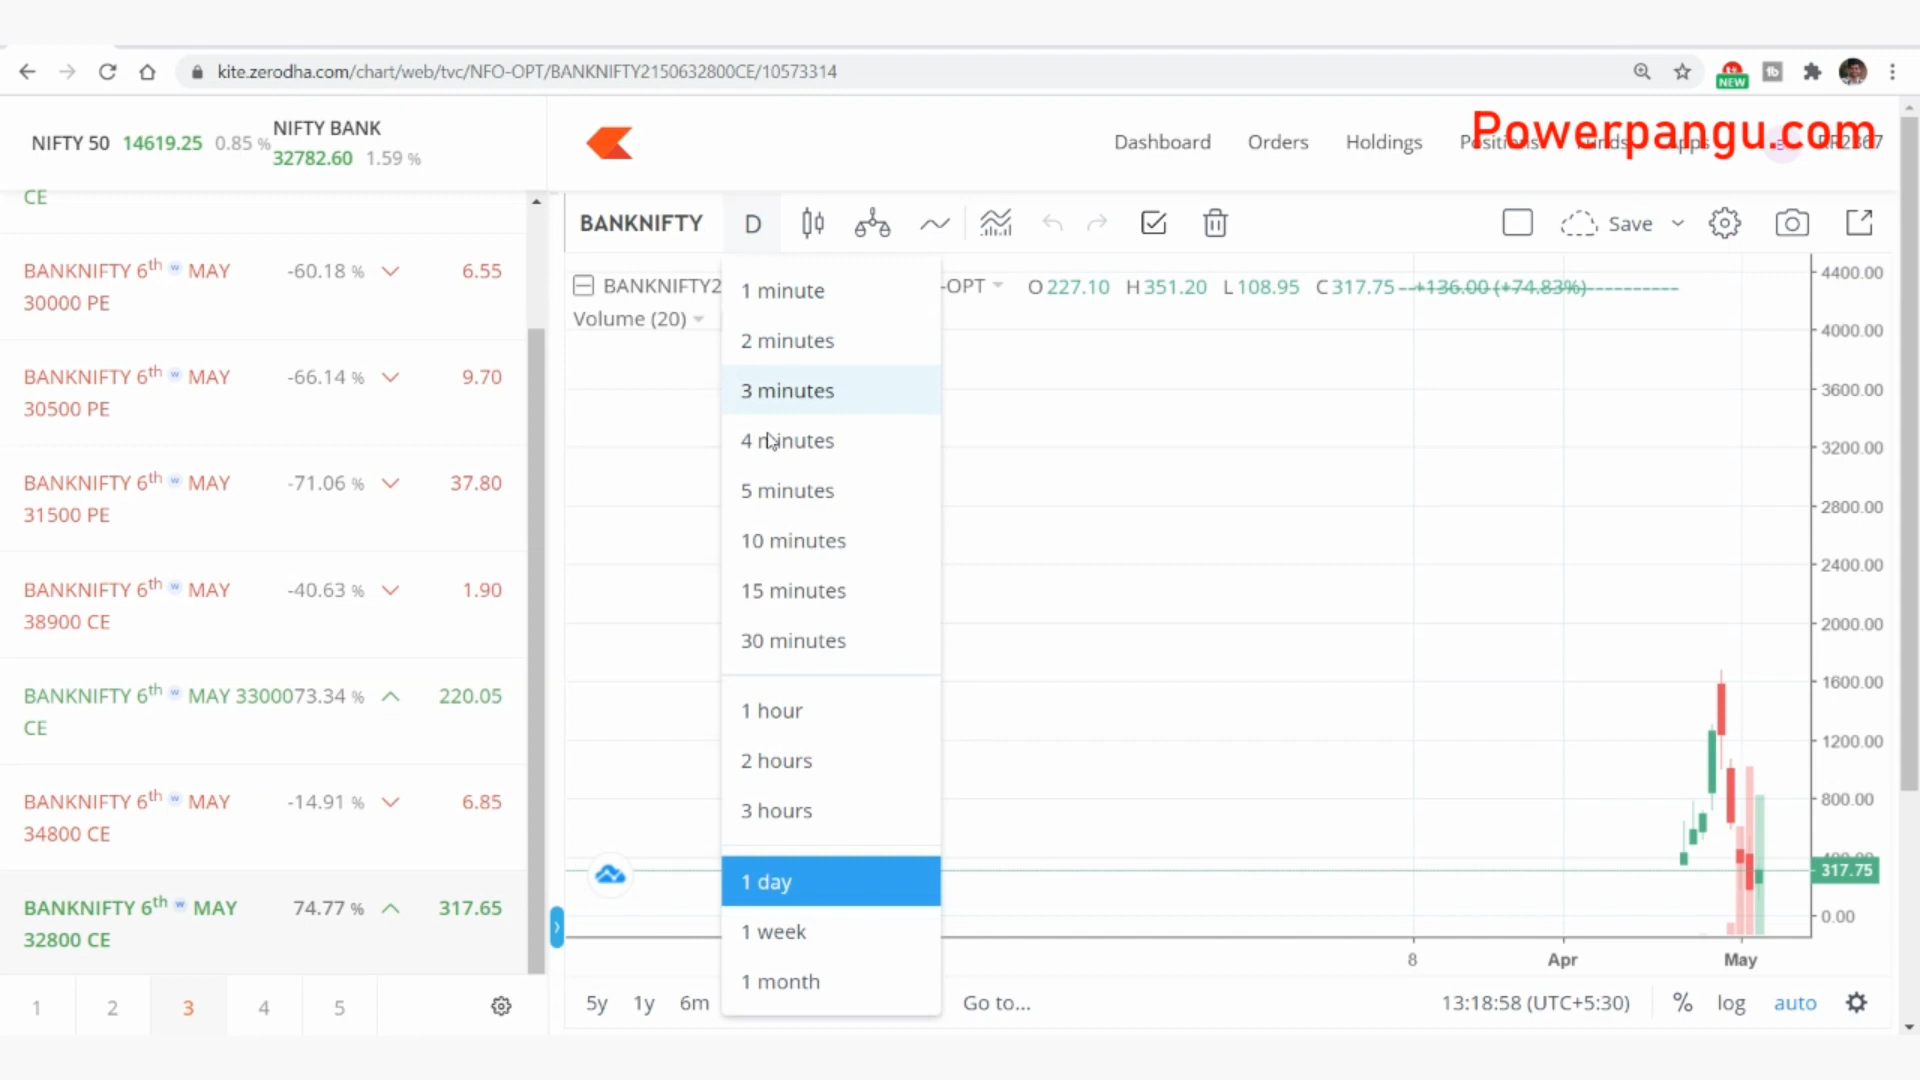 kite.zerodha.com/chart/web/tvc/NFO-OPT/BANKNIFTY2150632800CE/10573314
NEW
NIFTY 50 14619.25 0.85 %
NIFTY BANK
32782.60 1.59 %
Dashboard Orders Holdings Positions Funds Apps
Powerpangu.com
CE
BANKNIFTY 6th w MAY -60.18 % 6.55
30000 PE
BANKNIFTY 6th w MAY -66.14 % 9.70
30500 PE
BANKNIFTY 6th w MAY -71.06 % 37.80
31500 PE
BANKNIFTY 6th w MAY -40.63 % 1.90
38900 CE
BANKNIFTY 6th w MAY 33000 73.34 % 220.05
CE
BANKNIFTY 6th w MAY -14.91 % 6.85
34800 CE
BANKNIFTY 6th w MAY 74.77 % 317.65
32800 CE
1 2 3 4 5
BANKNIFTY D Save
BANKNIFTY2 -OPT O 227.10 H 351.20 L 108.95 C 317.75 +136.00 (+74.83%)
Volume (20)
1 minute
2 minutes
3 minutes
4 minutes
5 minutes
10 minutes
15 minutes
30 minutes
1 hour
2 hours
3 hours
1 day
1 week
1 month
4400.00
4000.00
3600.00
3200.00
2800.00
2400.00
2000.00
1600.00
1200.00
800.00
400.00
317.75
0.00
8 Apr May
5y 1y 6m Go to... 13:18:58 (UTC+5:30) % log auto